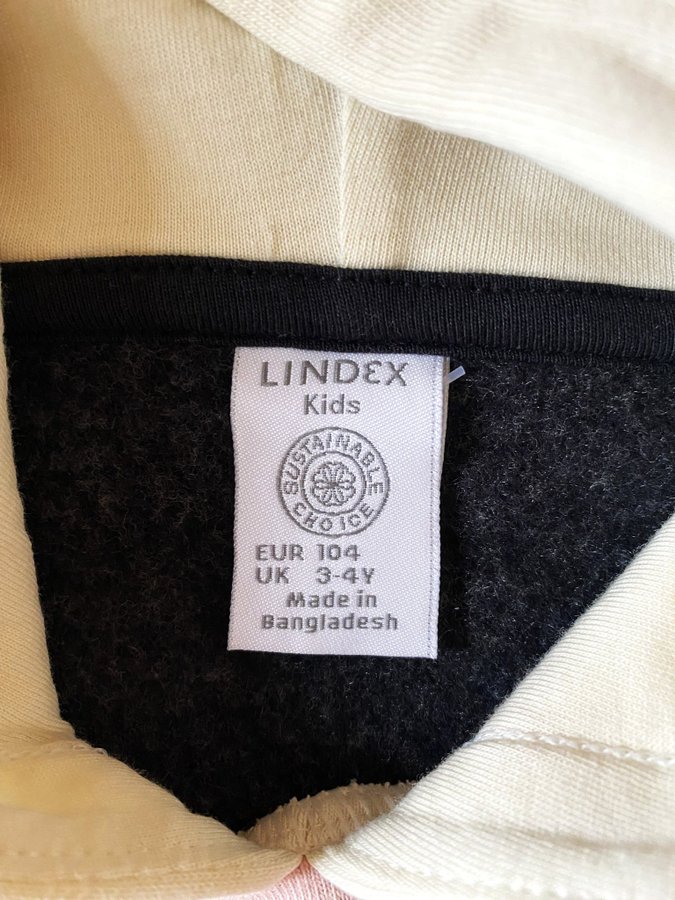 LINDEX
Kids
SUSTAINABLE
CHOICE
EUR 104
UK 3-4Y
Made in
Bangladesh